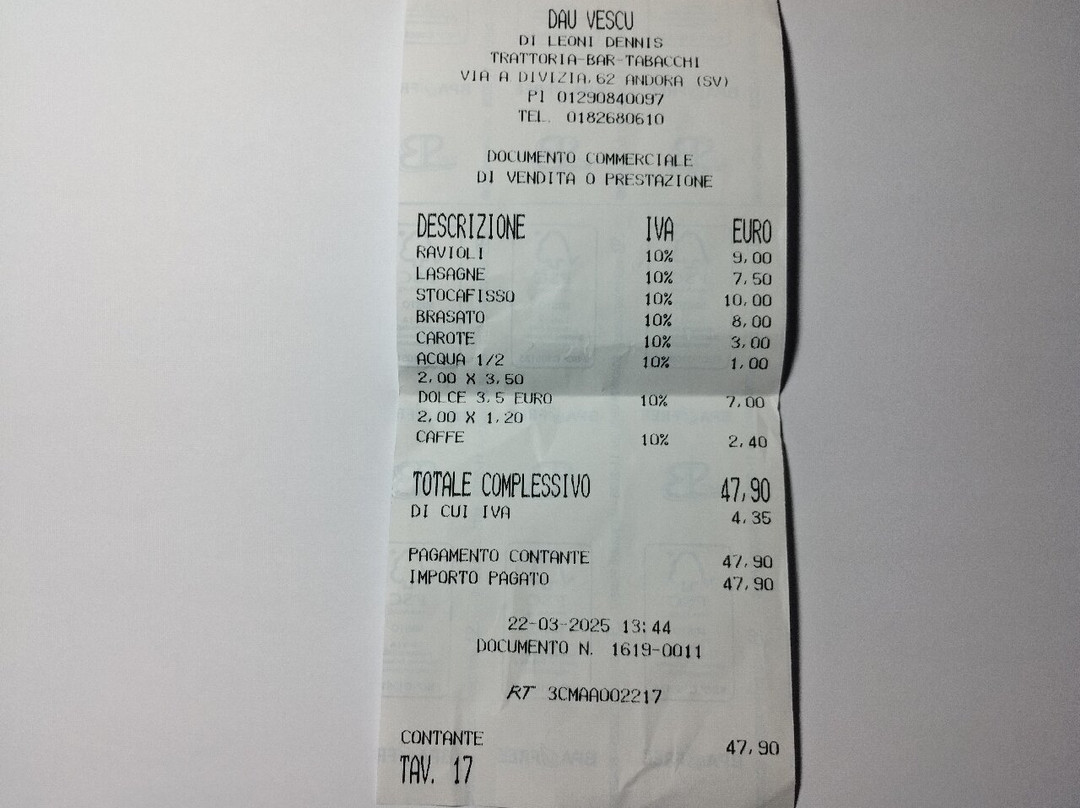 DAU VESCU
DI LEONI DENNIS
TRATTORIA-BAR-TABACCHI
VIA A DIVIZIA,62 ANDORA (SV)
PI 01290840097
TEL. 0182680610
DOCUMENTO COMMERCIALE
DI VENDITA O PRESTAZIONE
DESCRIZIONE IVA EURO
RAVIOLI 10% 9,00
LASAGNE 10% 7,50
STOCAFISSO 10% 10,00
BRASATO 10% 8,00
CAROTE 10% 3,00
ACQUA 1/2 10% 1,00
2,00 X 3,50
DOLCE 3,5 EURO 10% 7,00
2,00 X 1,20
CAFFE 10% 2,40
TOTALE COMPLESSIVO 47,90
DI CUI IVA 4,35
PAGAMENTO CONTANTE 47,90
IMPORTO PAGATO 47,90
22-03-2025 13:44
DOCUMENTO N. 1619-0011
RT 3CMAA002217
CONTANTE 47,90
TAV. 17